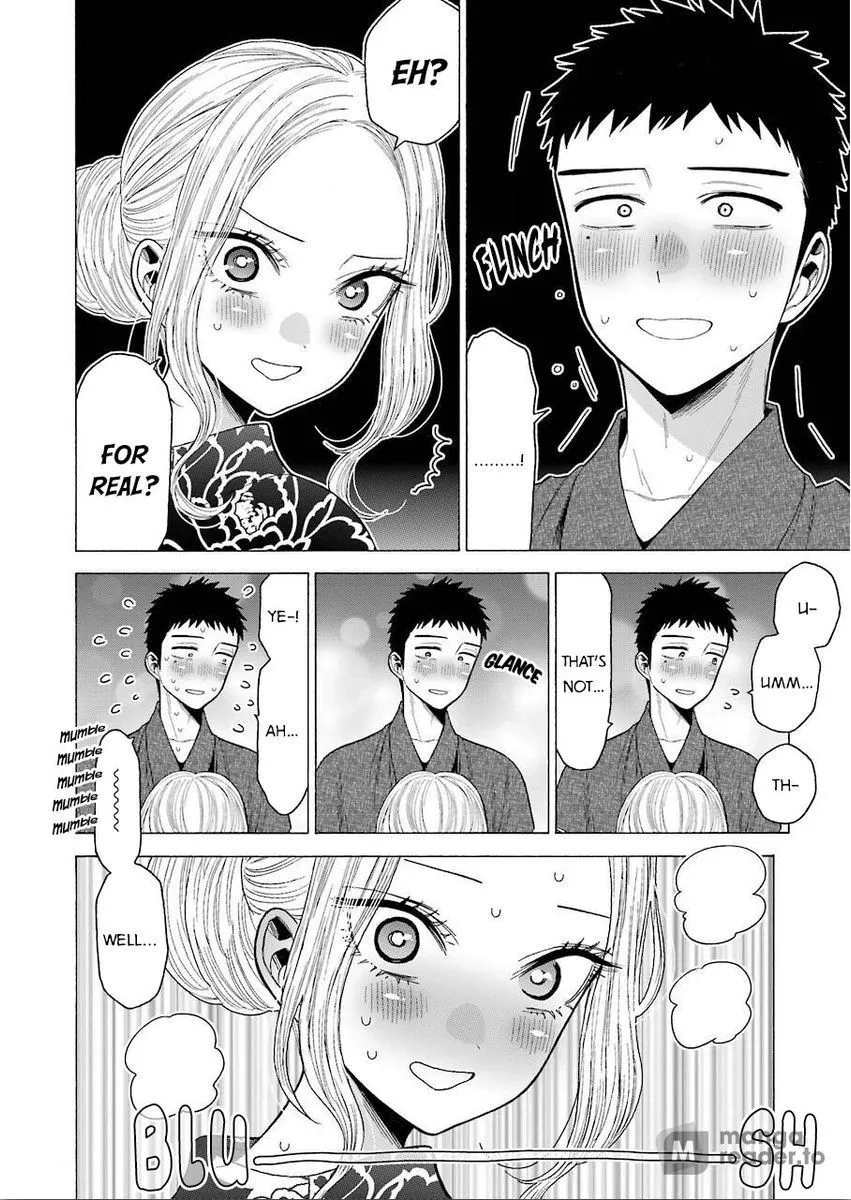 .........!
FLINCH
EH?
FOR
REAL?
U-
UMM...
TH-
THAT'S
NOT...
GLANCE
YE-!
AH...
mumble
mumble
mumble
mumble
mumble
WELL...
BLU
SH
M manga
reader.to